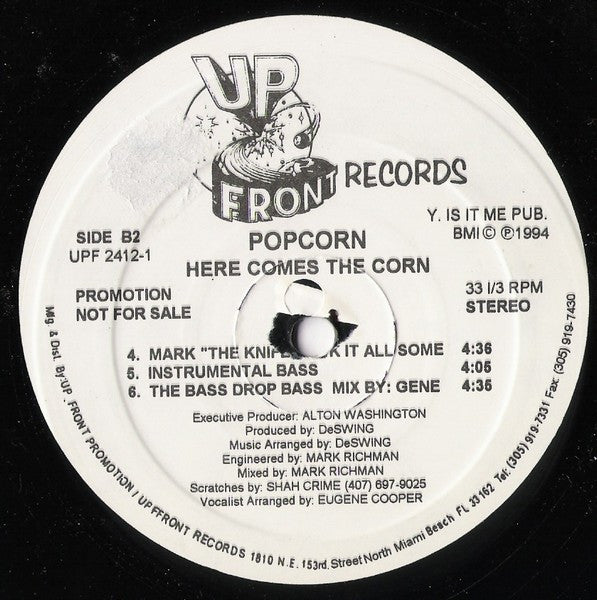 UP
FRONT RECORDS
Y. IS IT ME PUB.
BMI © ℗ 1994
SIDE B2
UPF 2412-1
POPCORN
HERE COMES THE CORN
PROMOTION
NOT FOR SALE
33 1/3 RPM
STEREO
4. MARK "THE IT ALL SOME 4:36
5. INSTRUMENTAL BASS 4:05
6. THE BASS DROP BASS MIX BY: GENE 4:35
Executive Producer: ALTON WASHINGTON
Produced by: DeSWING
Music Arranged by: DeSWING
Engineered by: MARK RICHMAN
Mixed by: MARK RICHMAN
Scratches by: SHAH CRIME (407) 697-9025
Vocalist Arranged by: EUGENE COOPER
Mfg & Dist. By: UP . FRONT PROMOTION / UPFFRONT RECORDS 1810 N.E. 153rd. Street North Miami Beach FL 33162 Tel: (305) 919-7331 Fax: (305) 919-7430